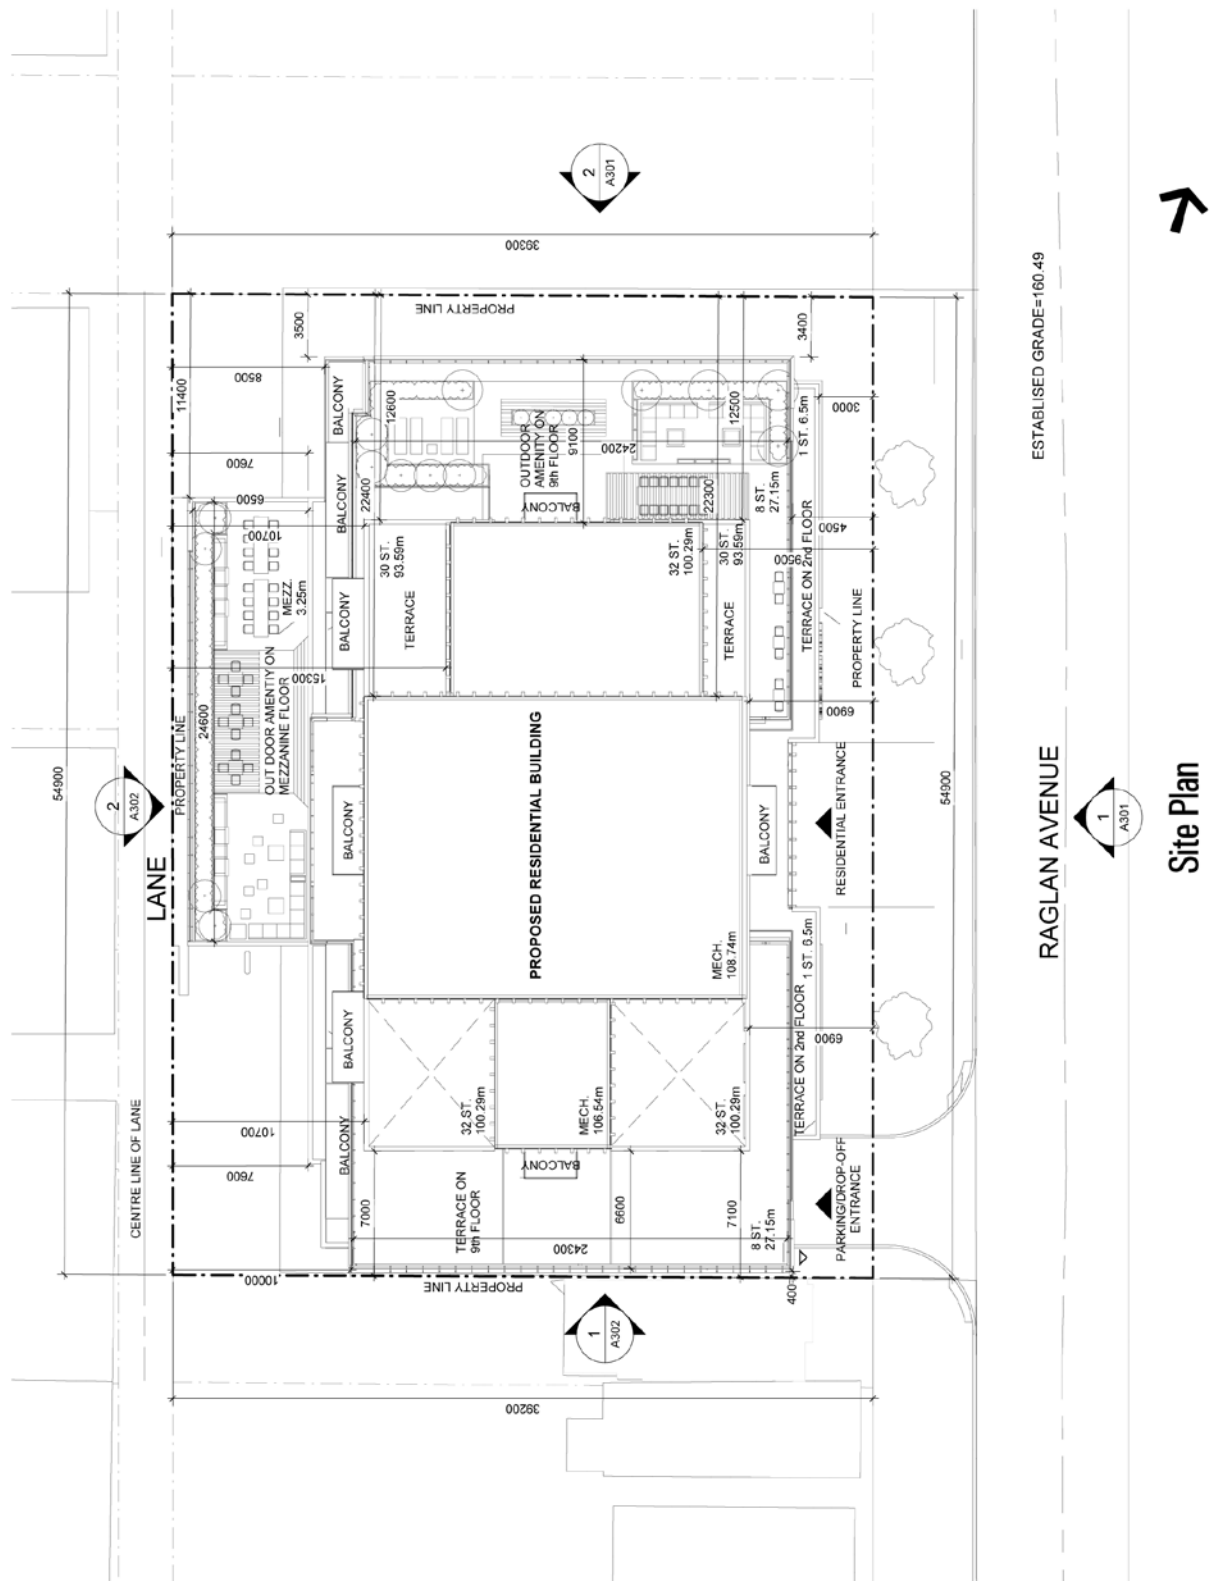 39300
2
A301
ESTABLISED GRADE=160.49
PROPERTY LINE
3500
3400
8500
11400
7600
6500
10700
BALCONY
12600
OUTDOOR
AMENITY ON
9th FLOOR
9100
24200
12500
1 ST. 6.5m
3000
BALCONY
22400
BALCONY
22300
8 ST.
27.15m
4500
30 ST.
93.59m
32 ST.
100.29m
30 ST.
93.59m
9500
TERRACE ON 2nd FLOOR
MEZZ.
3.25m
BALCONY
TERRACE
TERRACE
PROPERTY LINE
15300
OUT DOOR AMENTIY ON
MEZZANINE FLOOR
24600
PROPERTY LINE
6900
54900
2
A302
LANE
BALCONY
PROPOSED RESIDENTIAL BUILDING
BALCONY
RESIDENTIAL ENTRANCE
54900
RAGLAN AVENUE
1
A301
Site Plan
MECH.
108.74m
1 ST. 6.5m
BALCONY
TERRACE ON 2nd FLOOR
6900
32 ST.
100.29m
MECH.
106.54m
32 ST.
100.29m
CENTRE LINE OF LANE
10700
7600
BALCONY
BALCONY
7000
TERRACE ON
9th FLOOR
6600
7100
24300
8 ST.
27.15m
PARKING/DROP-OFF
ENTRANCE
10000
PROPERTY LINE
400
1
A302
39200